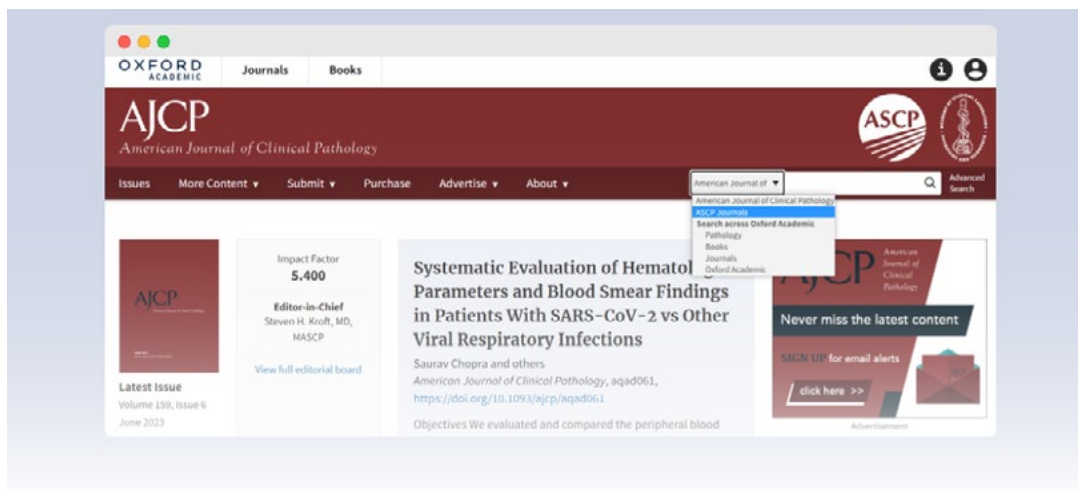 OXFORD
ACADEMIC
Journals
Books
AJCP
American Journal of Clinical Pathology
ASCP
Issues
More Content
Submit
Purchase
Advertise
About
American Journal of
Advanced
Search
American Journal of Clinical Pathology
ASCP Journals
Search across Oxford Academic
Pathology
Books
Journals
Oxford Academic
AJCP
Latest Issue
Volume 159, Issue 6
June 2023
Impact Factor
5.400
Editor-in-Chief
Steven H. Kroft, MD,
MASCP
View full editorial board
Systematic Evaluation of Hematol
Parameters and Blood Smear Findings
in Patients With SARS-CoV-2 vs Other
Viral Respiratory Infections
Saurav Chopra and others
American Journal of Clinical Pathology, aqad061,
https://doi.org/10.1093/ajcp/aqad061
Objectives We evaluated and compared the peripheral blood
AJCP
American
Journal of
Clinical
Pathology
Never miss the latest content
SIGN UP for email alerts
click here >>
Advertisement